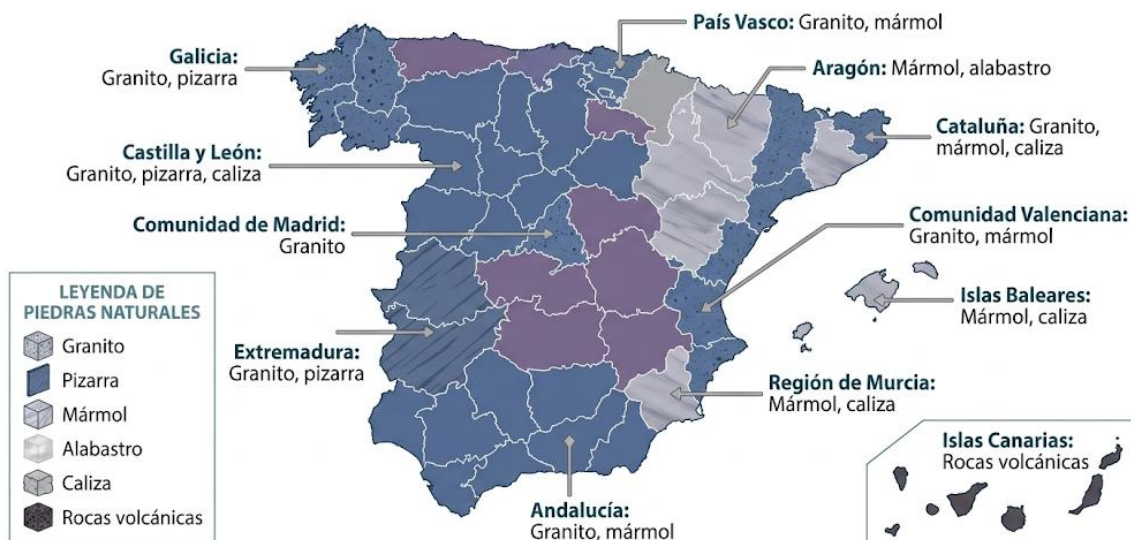 País Vasco: Granito, mármol
Galicia:
Granito, pizarra
Aragón: Mármol, alabastro
Cataluña: Granito,
mármol, caliza
Castilla y León:
Granito, pizarra, caliza
Comunidad de Madrid:
Granito
Comunidad Valenciana:
Granito, mármol
LEYENDA DE
PIEDRAS NATURALES
Granito
Pizarra
Mármol
Alabastro
Caliza
Rocas volcánicas
Islas Baleares:
Mármol, caliza
Extremadura:
Granito, pizarra
Región de Murcia:
Mármol, caliza
Islas Canarias:
Rocas volcánicas
Andalucía:
Granito, mármol